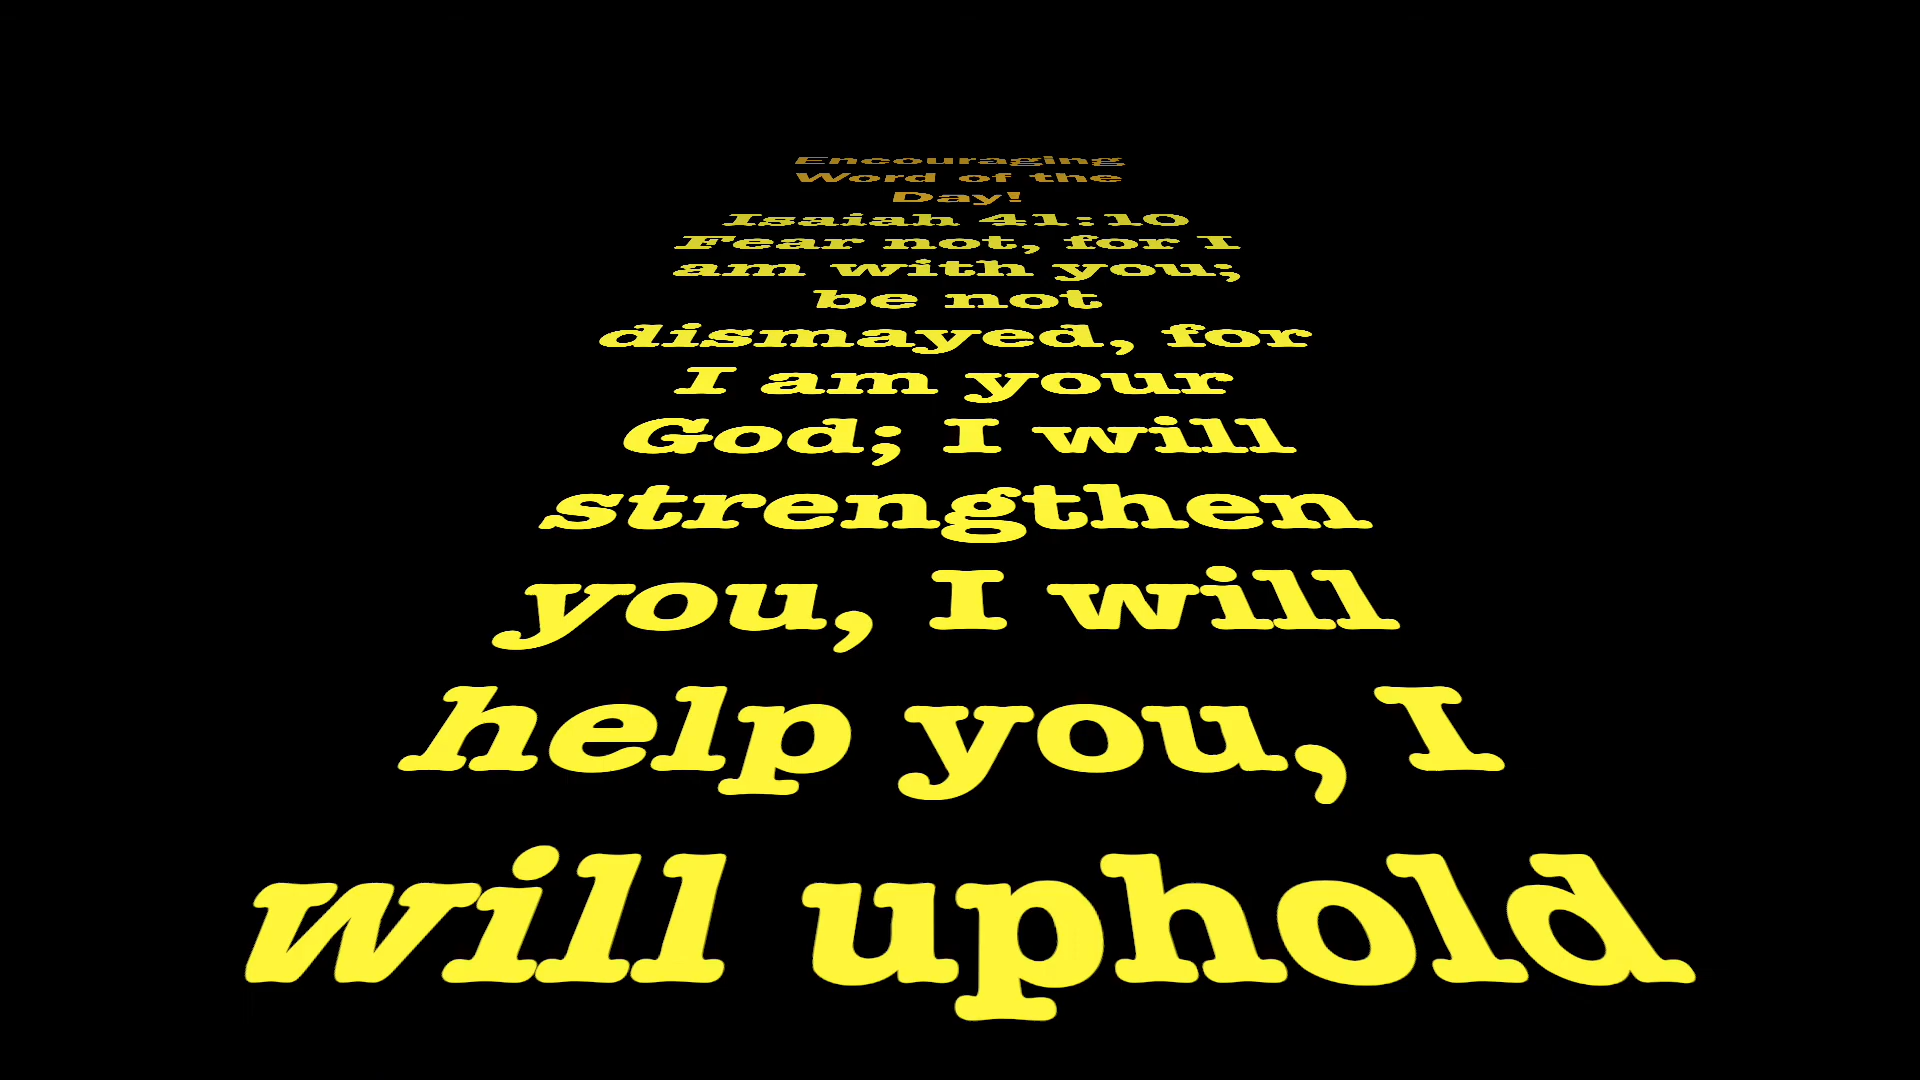 Encouraging
Word of the
Day!
Isaiah 41:10
Fear not, for I
am with you;
be not
dismayed, for
I am your
God; I will
strengthen
you, I will
help you, I
will uphold